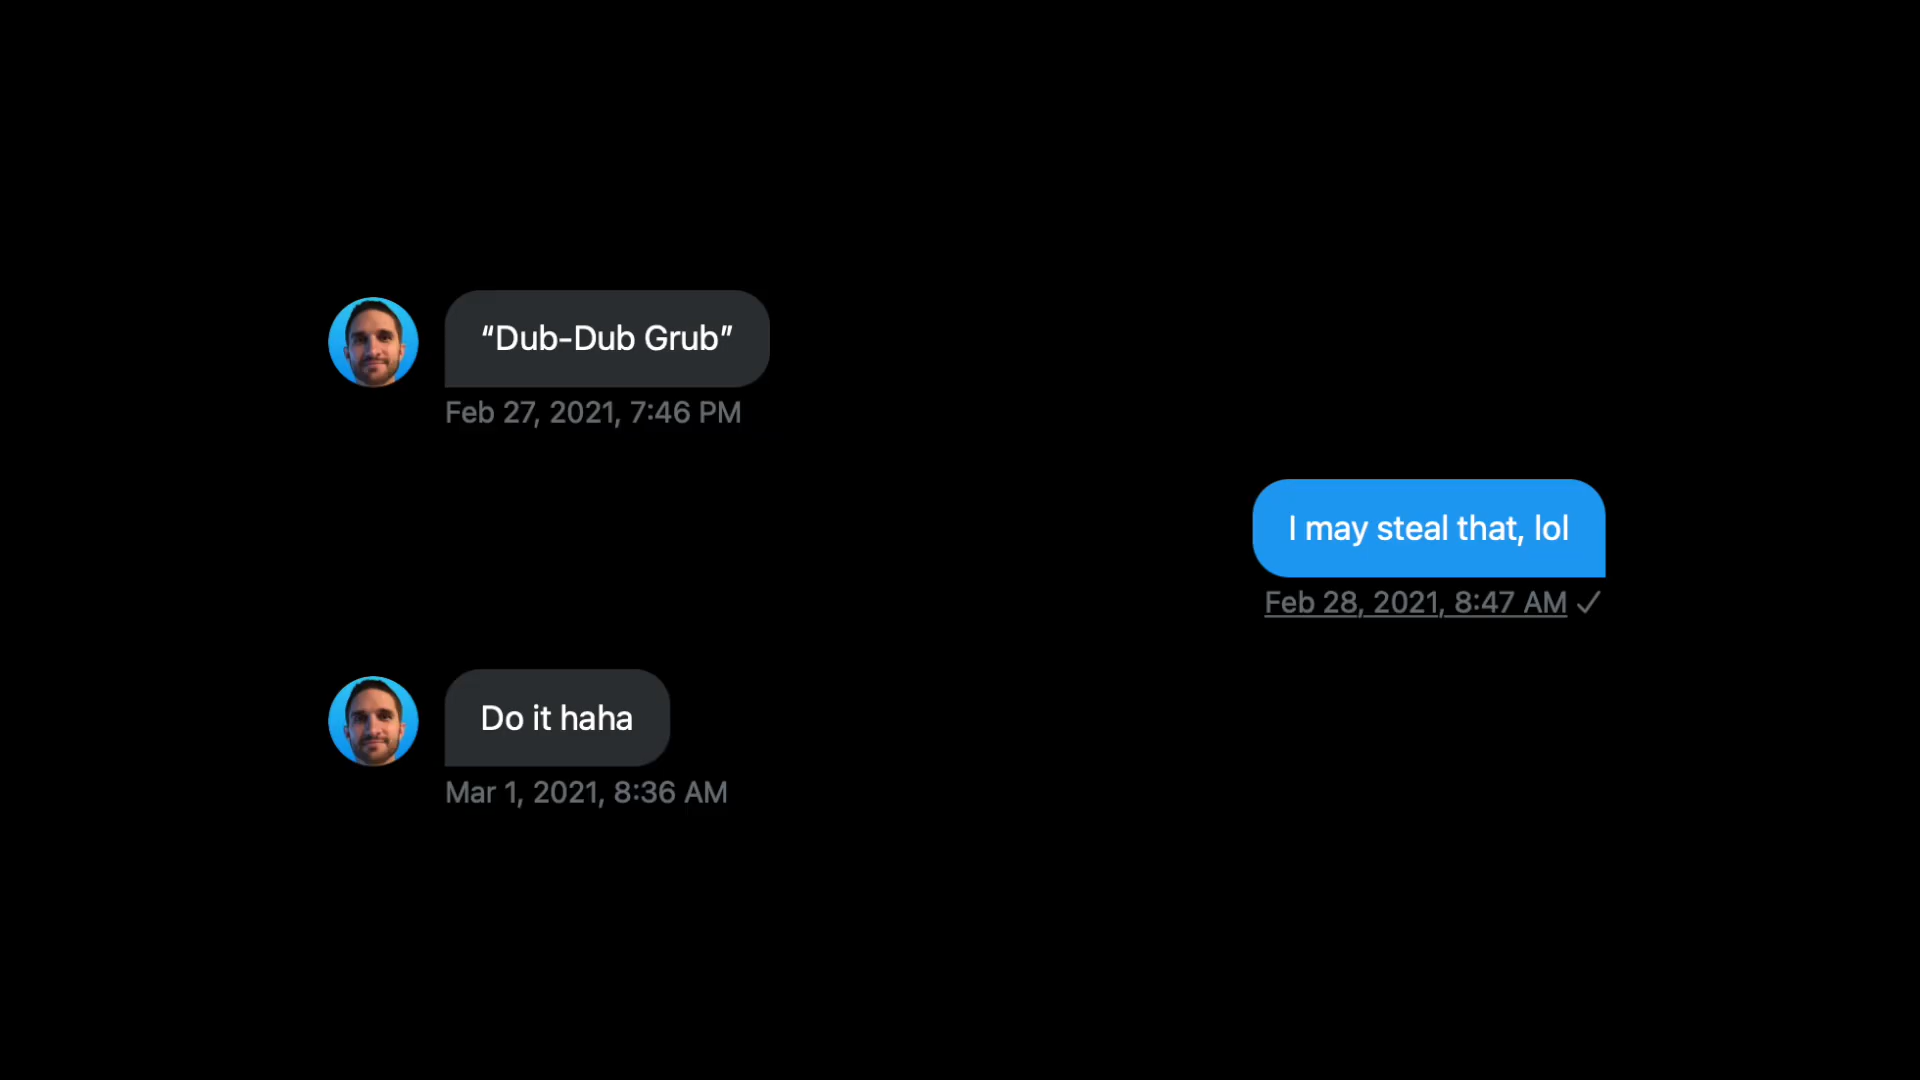 “Dub-Dub Grub”
Feb 27, 2021, 7:46 PM
I may steal that, lol
Feb 28, 2021, 8:47 AM ✓
Do it haha
Mar 1, 2021, 8:36 AM